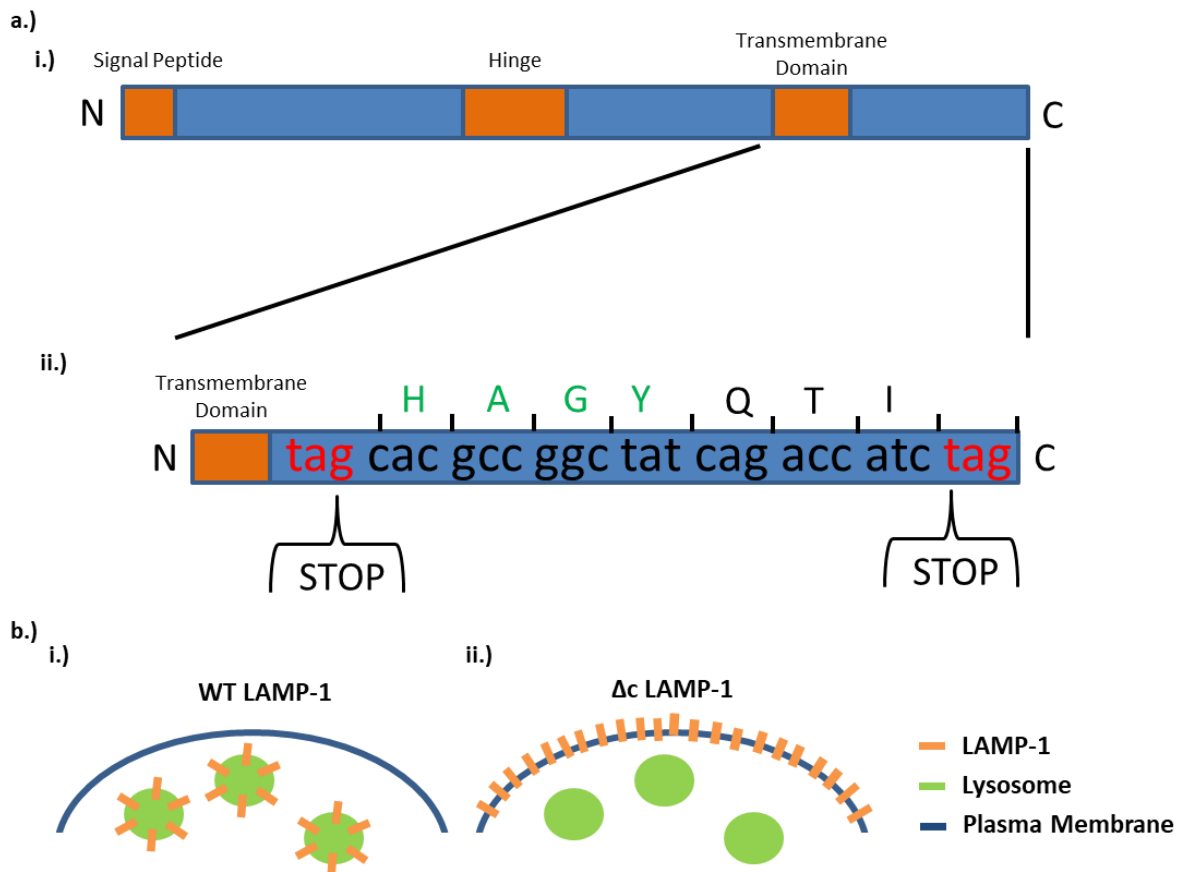 a.)
i.)
Signal Peptide
Hinge
Transmembrane
Domain
N
C
ii.)
Transmembrane
Domain
H A G Y Q T I
N
tag cac gcc ggc tat cag acc atc tag
C
STOP
STOP
b.)
i.)
ii.)
WT LAMP-1
Δc LAMP-1
LAMP-1
Lysosome
Plasma Membrane